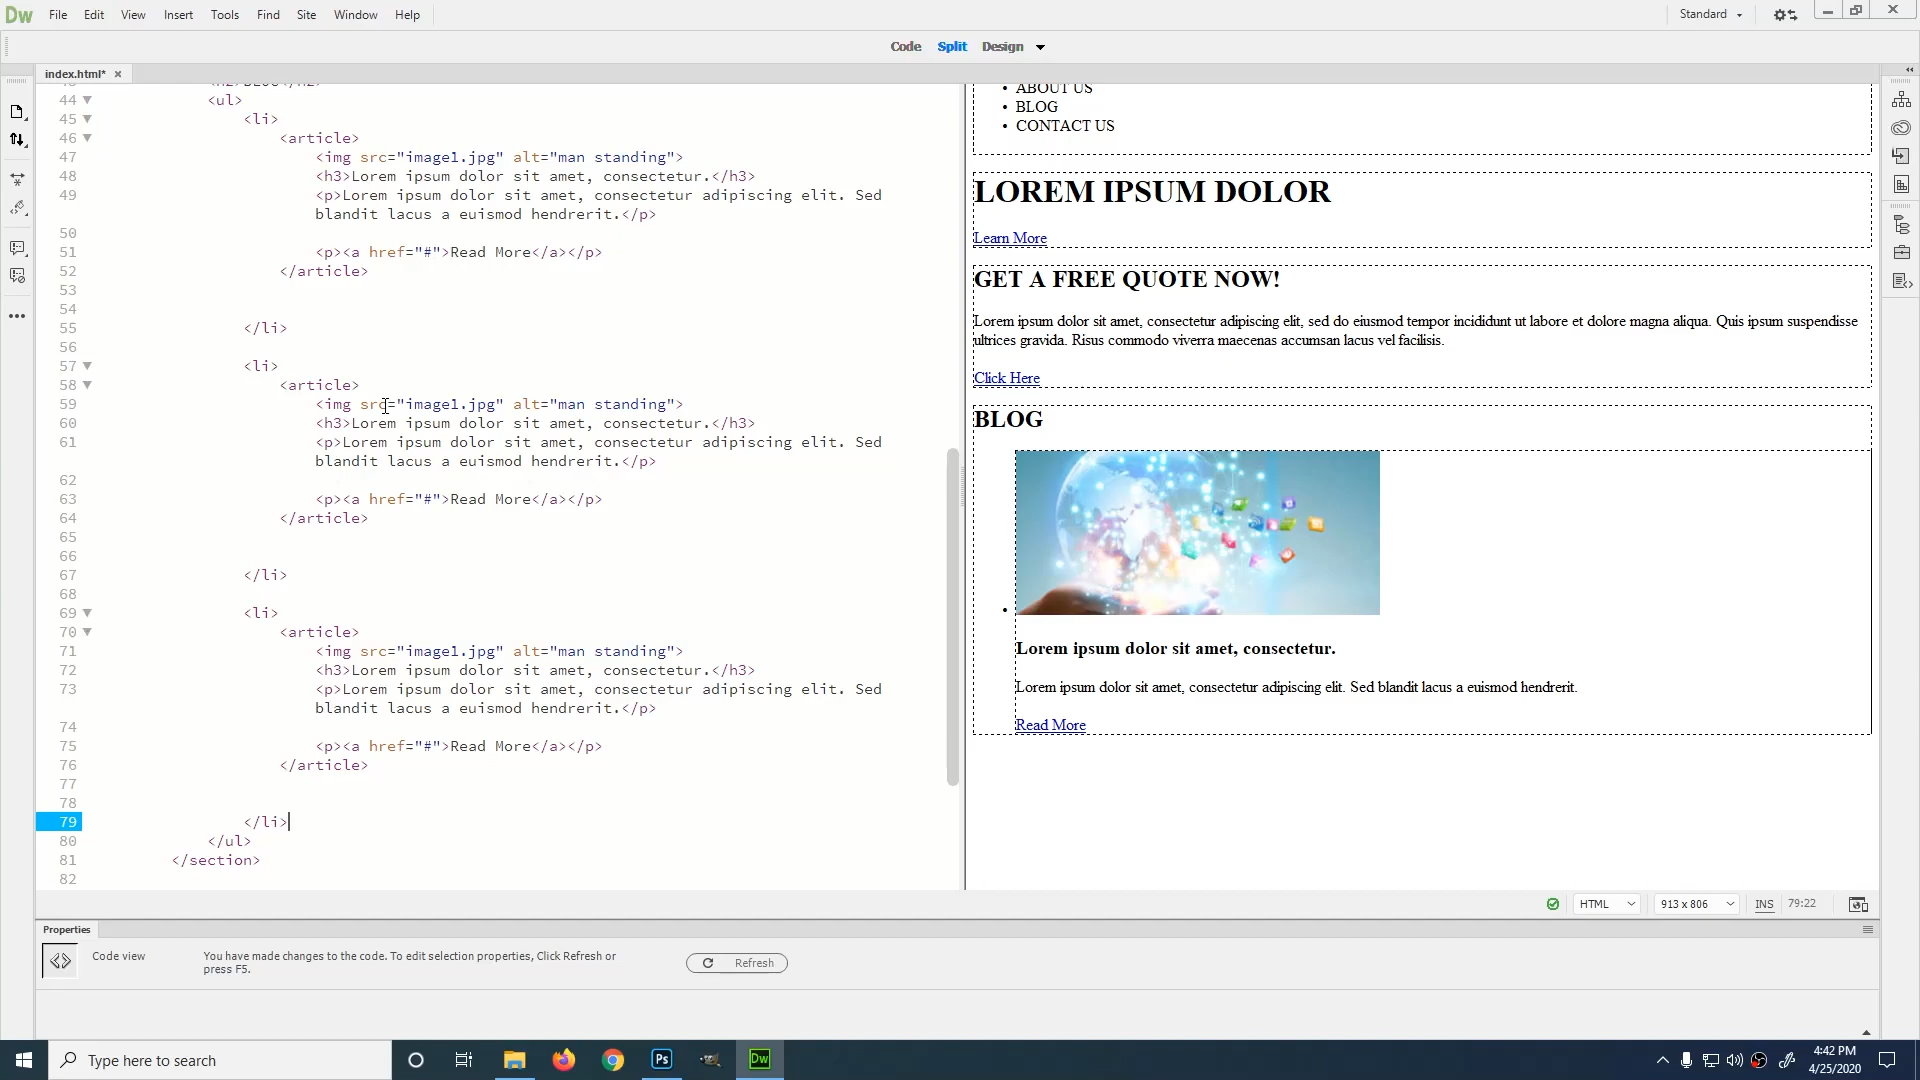 Dw File Edit View Insert Tools Find Site Window Help Standard
Code Split Design
index.html* ×
44 <ul>
45 <li>
46 <article>
47 <img src="image1.jpg" alt="man standing">
48 <h3>Lorem ipsum dolor sit amet, consectetur.</h3>
49 <p>Lorem ipsum dolor sit amet, consectetur adipiscing elit. Sed
blandit lacus a euismod hendrerit.</p>
50
51 <p><a href="#">Read More</a></p>
52 </article>
53
54
55 </li>
56
57 <li>
58 <article>
59 <img src="image1.jpg" alt="man standing">
60 <h3>Lorem ipsum dolor sit amet, consectetur.</h3>
61 <p>Lorem ipsum dolor sit amet, consectetur adipiscing elit. Sed
blandit lacus a euismod hendrerit.</p>
62
63 <p><a href="#">Read More</a></p>
64 </article>
65
66
67 </li>
68
69 <li>
70 <article>
71 <img src="image1.jpg" alt="man standing">
72 <h3>Lorem ipsum dolor sit amet, consectetur.</h3>
73 <p>Lorem ipsum dolor sit amet, consectetur adipiscing elit. Sed
blandit lacus a euismod hendrerit.</p>
74
75 <p><a href="#">Read More</a></p>
76 </article>
77
78
79 </li>
80 </ul>
81 </section>
82
• ABOUT US
• BLOG
• CONTACT US
LOREM IPSUM DOLOR
Learn More
GET A FREE QUOTE NOW!
Lorem ipsum dolor sit amet, consectetur adipiscing elit, sed do eiusmod tempor incididunt ut labore et dolore magna aliqua. Quis ipsum suspendisse
ultrices gravida. Risus commodo viverra maecenas accumsan lacus vel facilisis.
Click Here
BLOG
•
Lorem ipsum dolor sit amet, consectetur.
Lorem ipsum dolor sit amet, consectetur adipiscing elit. Sed blandit lacus a euismod hendrerit.
Read More
HTML 913 x 806 INS 79:22
Properties
Code view You have made changes to the code. To edit selection properties, Click Refresh or
press F5.
Refresh
Type here to search
Ps
Dw
4:42 PM
4/25/2020